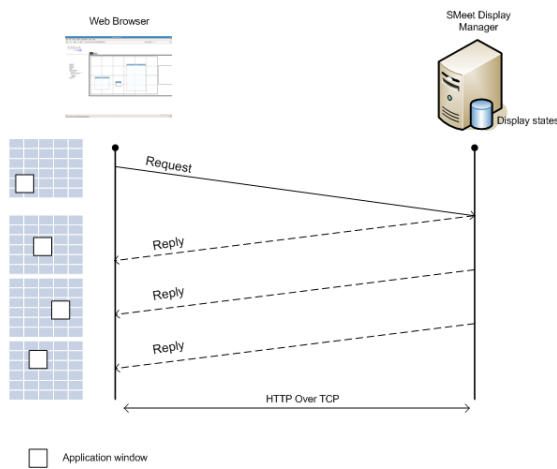 Web Browser
SMeet Display
Manager
Display states
Request
Reply
Reply
Reply
HTTP Over TCP
Application window